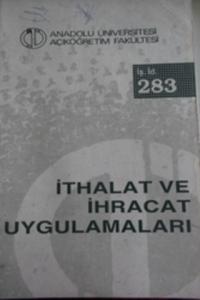 ANADOLU ÜNİVERSİTESİ
AÇIKÖĞRETİM FAKÜLTESİ
İş. İd.
283
İTHALAT VE
İHRACAT
UYGULAMALARI